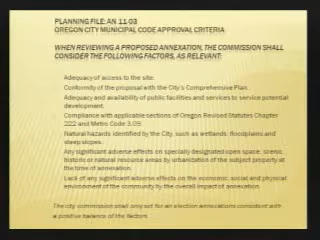 PLANNING FILE: AN 11-03
OREGON CITY MUNICIPAL CODE APPROVAL CRITERIA
WHEN REVIEWING A PROPOSED ANNEXATION, THE COMMISSION SHALL
CONSIDER THE FOLLOWING FACTORS, AS RELEVANT:
Adequacy of access to the site.
Conformity of the proposal with the City's Comprehensive Plan.
Adequacy and availability of public facilities and services to service potential
development.
Compliance with applicable sections of Oregon Revised Statutes Chapter
222 and Metro Code 3.09.
Natural hazards identified by the City, such as wetlands, floodplains and
steep slopes.
Any significant adverse effects on specially designated open space, scenic,
historic or natural resource areas by urbanization of the subject property at
the time of annexation.
Lack of any significant adverse effects on the economic, social and physical
environment of the community by the overall impact of annexation.
The city commission shall only set for an election annexations consistent with
a positive balance of the factors